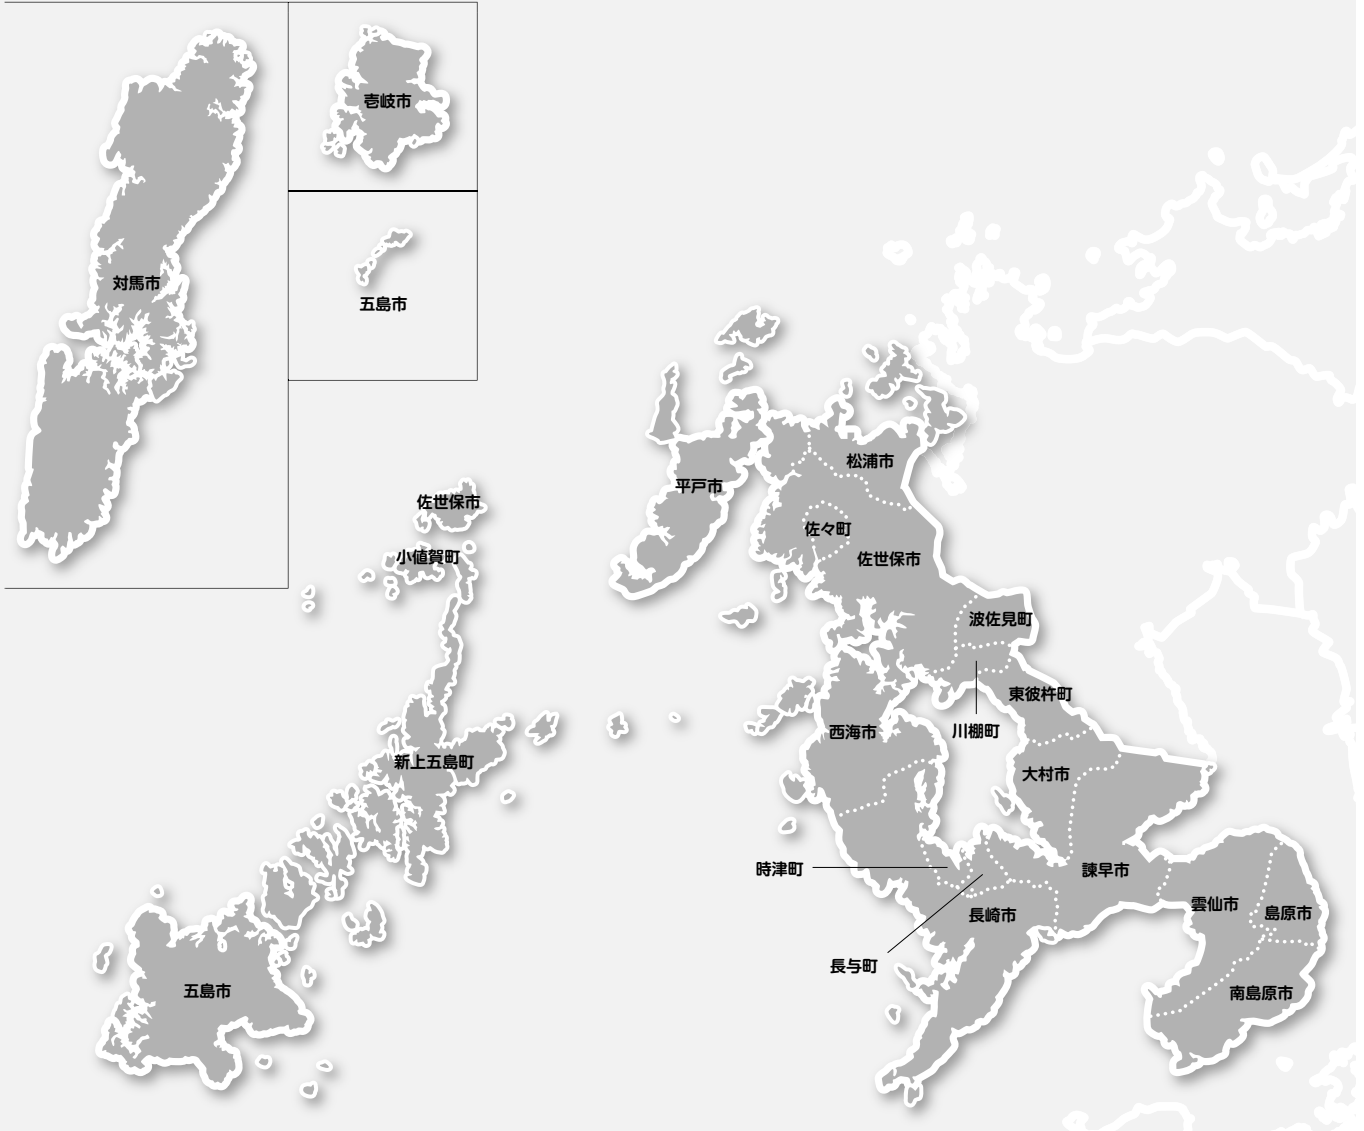 壱岐市
対馬市
五島市
松浦市
平戸市
佐世保市
佐々町
小値賀町
佐世保市
波佐見町
東彼杵町
川棚町
西海市
新上五島町
大村市
時津町
諫早市
雲仙市
島原市
長崎市
長与町
五島市
南島原市